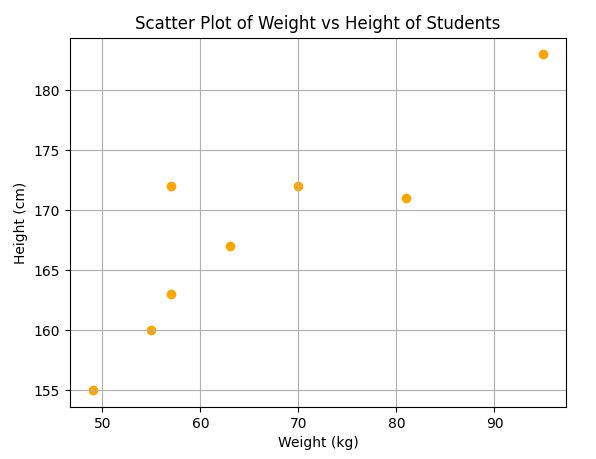 Scatter Plot of Weight vs Height of Students
Height (cm)
180
175
170
165
160
155
50 60 70 80 90
Weight (kg)